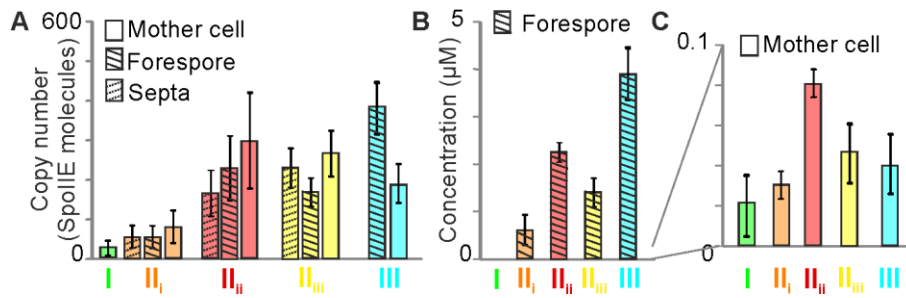 A
600
Mother cell
Forespore
Septa
Copy number
(SpoIIE molecules)
0
I
IIi
IIii
IIiii
III
B
5
Forespore
Concentration (µM)
0
I
IIi
IIii
IIiii
III
C
0.1
Mother cell
0
I
IIi
IIii
IIiii
III